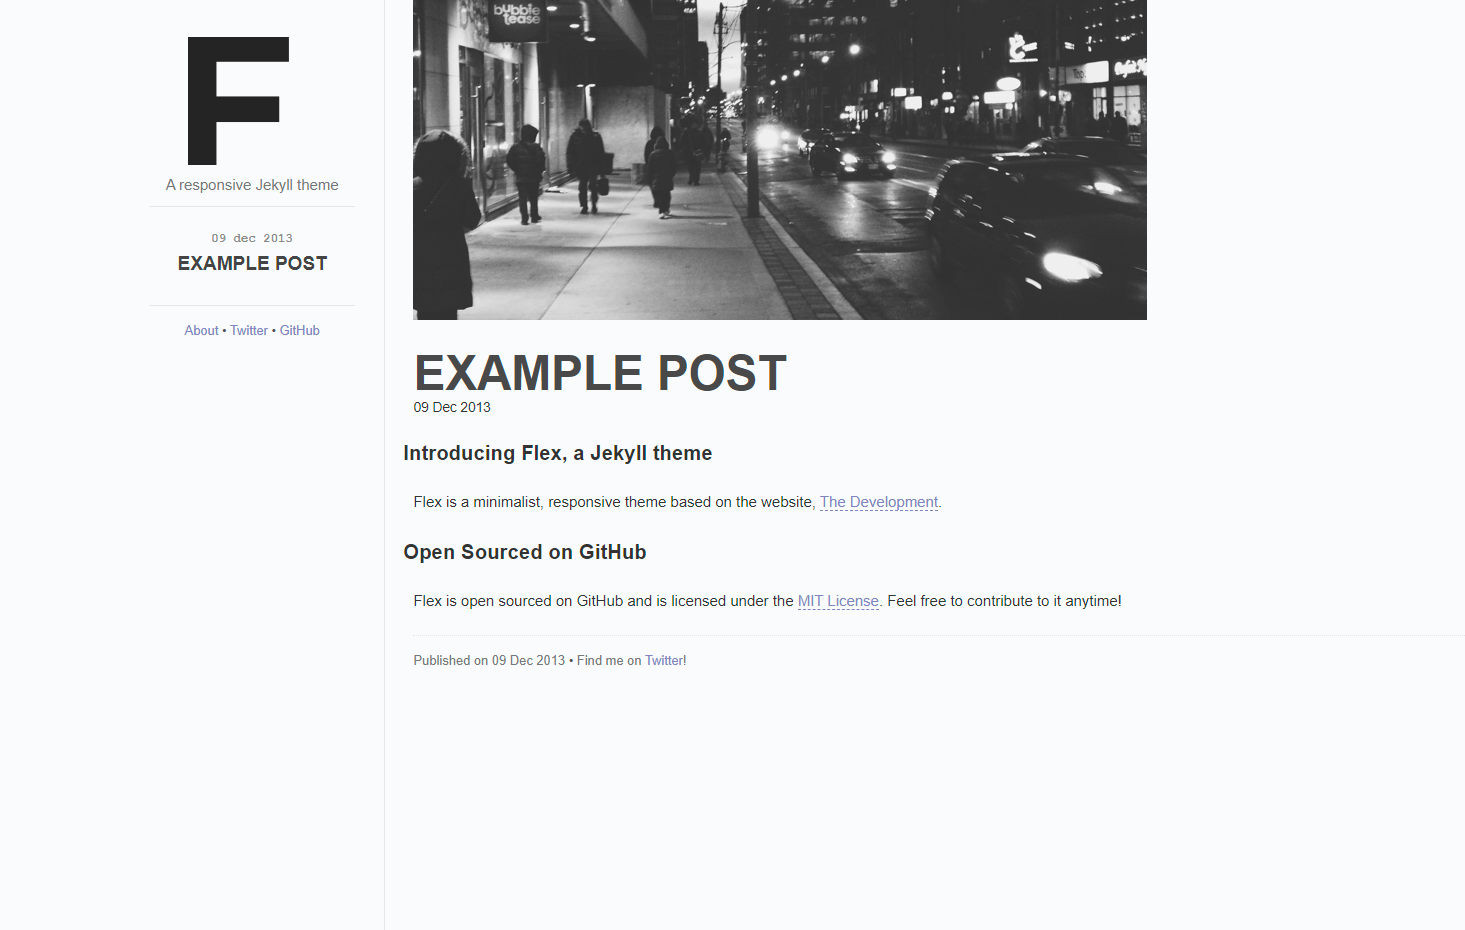 F
A responsive Jekyll theme
09 dec 2013
EXAMPLE POST
About • Twitter • GitHub
bubble
tease
EXAMPLE POST
09 Dec 2013
Introducing Flex, a Jekyll theme
Flex is a minimalist, responsive theme based on the website, The Development.
Open Sourced on GitHub
Flex is open sourced on GitHub and is licensed under the MIT License. Feel free to contribute to it anytime!
Published on 09 Dec 2013 • Find me on Twitter!